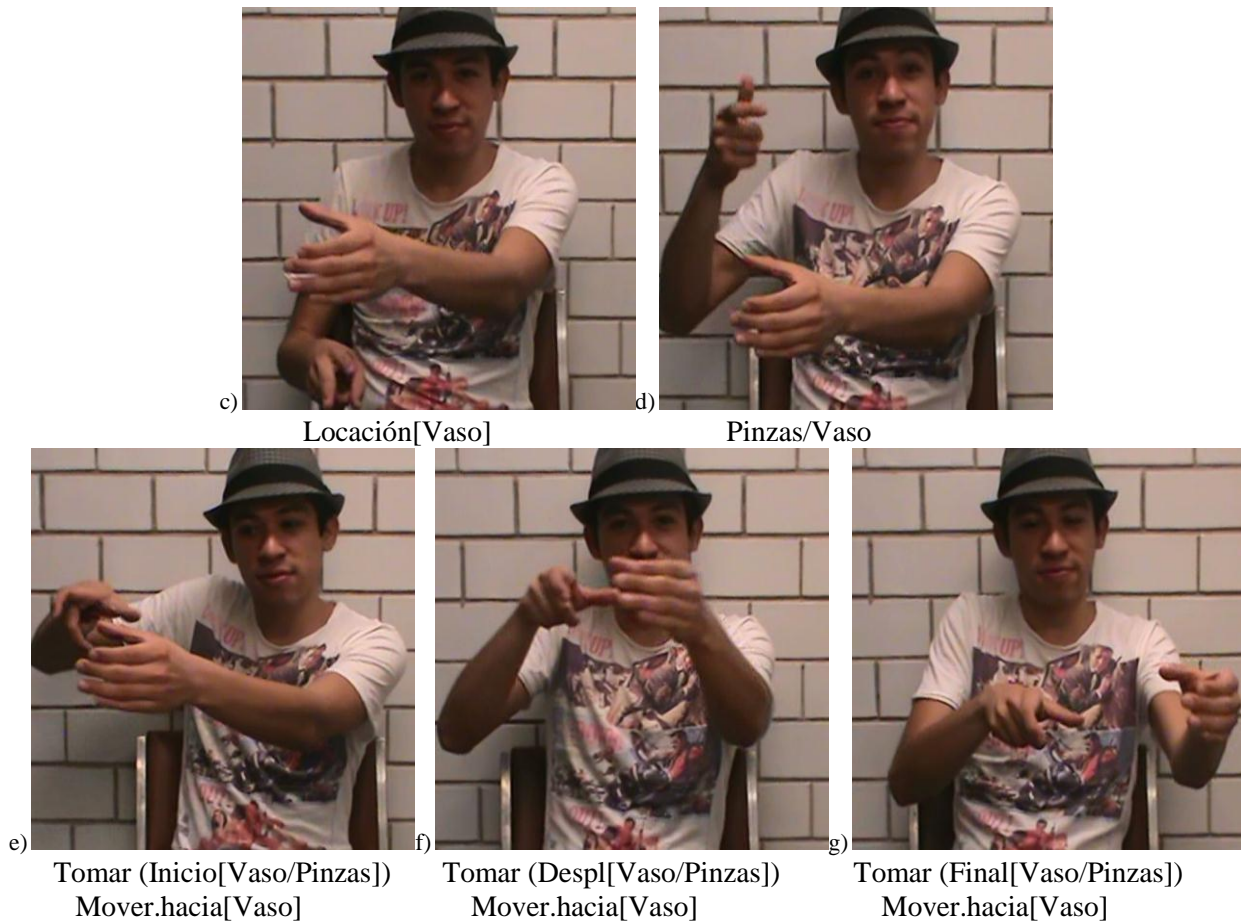 c)
d)
Locación[Vaso]
Pinzas/Vaso
e)
f)
g)
Tomar (Inicio[Vaso/Pinzas])
Tomar (Despl[Vaso/Pinzas])
Tomar (Final[Vaso/Pinzas])
Mover.hacia[Vaso]
Mover.hacia[Vaso]
Mover.hacia[Vaso]